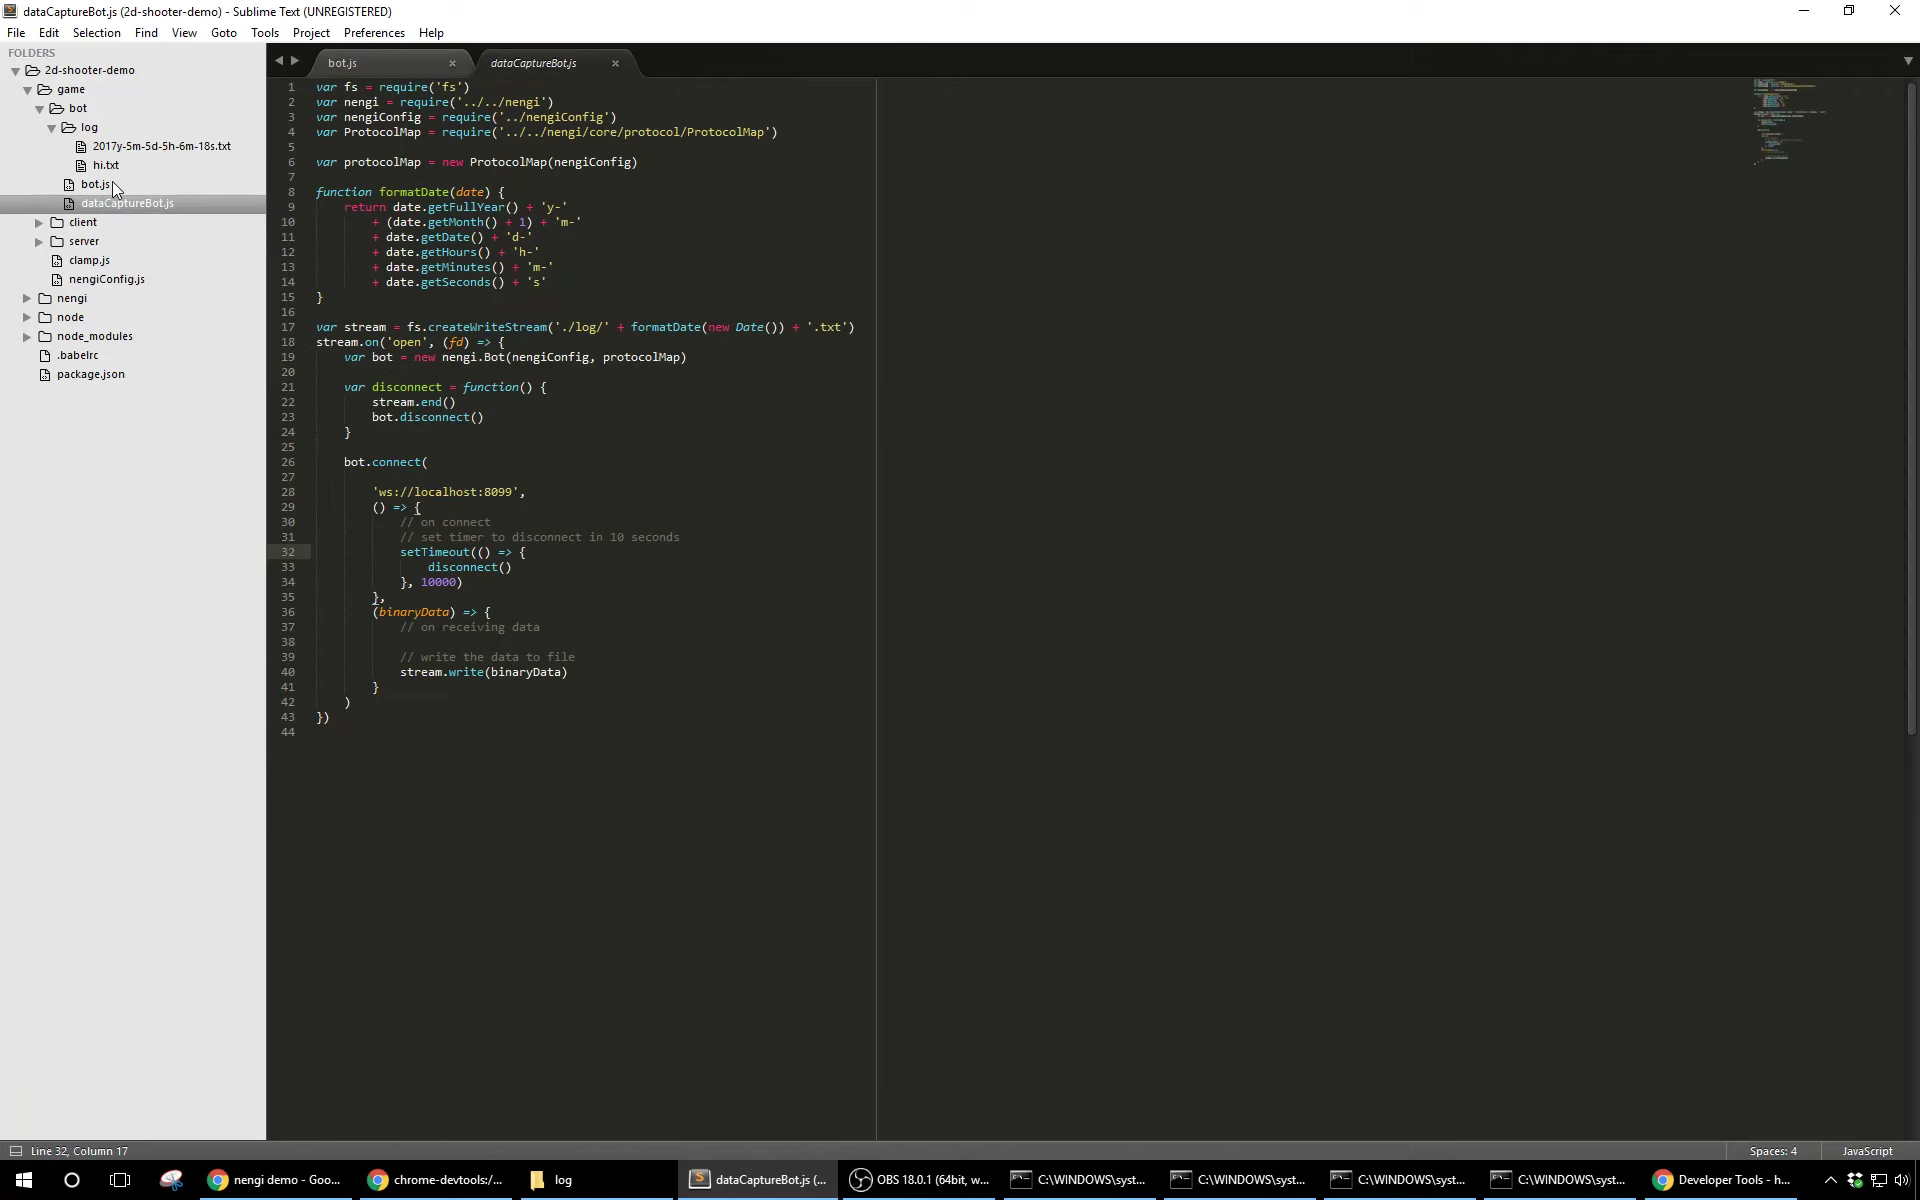 dataCaptureBot.js (2d-shooter-demo) - Sublime Text (UNREGISTERED)
File Edit Selection Find View Goto Tools Project Preferences Help
FOLDERS
2d-shooter-demo
game
bot
log
2017y-5m-5d-5h-6m-18s.txt
hi.txt
bot.js
dataCaptureBot.js
client
server
clamp.js
nengiConfig.js
nengi
node
node_modules
.babelrc
package.json
bot.js × dataCaptureBot.js ×
1 var fs = require('fs')
2 var nengi = require('../../nengi')
3 var nengiConfig = require('../nengiConfig')
4 var ProtocolMap = require('../../nengi/core/protocol/ProtocolMap')
5
6 var protocolMap = new ProtocolMap(nengiConfig)
7
8 function formatDate(date) {
9 return date.getFullYear() + 'y-'
10 + (date.getMonth() + 1) + 'm-'
11 + date.getDate() + 'd-'
12 + date.getHours() + 'h-'
13 + date.getMinutes() + 'm-'
14 + date.getSeconds() + 's'
15 }
16
17 var stream = fs.createWriteStream('./log/' + formatDate(new Date()) + '.txt')
18 stream.on('open', (fd) => {
19 var bot = new nengi.Bot(nengiConfig, protocolMap)
20
21 var disconnect = function() {
22 stream.end()
23 bot.disconnect()
24 }
25
26 bot.connect(
27
28 'ws://localhost:8099',
29 () => {
30 // on connect
31 // set timer to disconnect in 10 seconds
32 setTimeout(() => {
33 disconnect()
34 }, 10000)
35 },
36 (binaryData) => {
37 // on receiving data
38
39 // write the data to file
40 stream.write(binaryData)
41 }
42 )
43 })
44
Line 32, Column 17 Spaces: 4 JavaScript
nengi demo - Goo... chrome-devtools:/... log dataCaptureBot.js (... OBS 18.0.1 (64bit, w... C:\WINDOWS\syst... C:\WINDOWS\syst... C:\WINDOWS\syst... C:\WINDOWS\syst... Developer Tools - h...